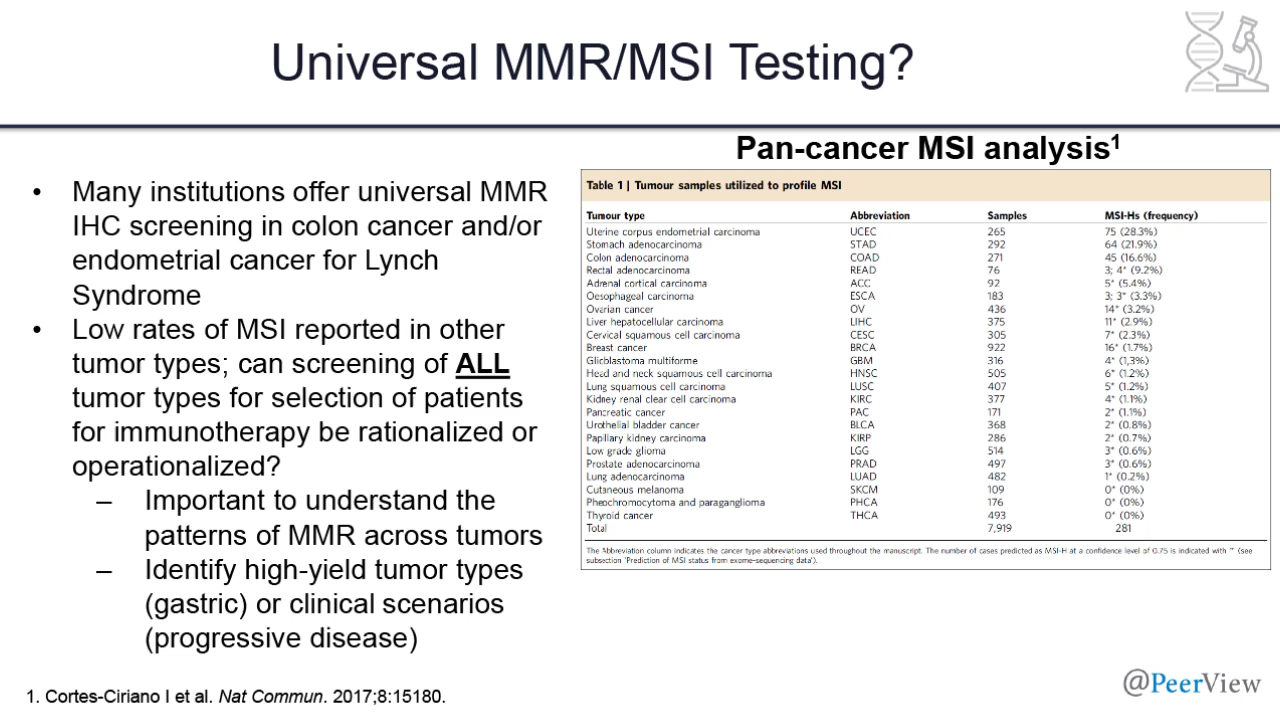 Universal MMR/MSI Testing?
• Many institutions offer universal MMR
IHC screening in colon cancer and/or
endometrial cancer for Lynch
Syndrome
• Low rates of MSI reported in other
tumor types; can screening of ALL
tumor types for selection of patients
for immunotherapy be rationalized or
operationalized?
– Important to understand the
patterns of MMR across tumors
– Identify high-yield tumor types
(gastric) or clinical scenarios
(progressive disease)
Pan-cancer MSI analysis1
Table 1 | Tumour samples utilized to profile MSI
Tumour type Abbreviation Samples MSI-Hs (frequency)
Uterine corpus endometrial carcinoma UCEC 265 75 (28.3%)
Stomach adenocarcinoma STAD 292 64 (21.9%)
Colon adenocarcinoma COAD 271 45 (16.6%)
Rectal adenocarcinoma READ 76 3; 4* (9.2%)
Adrenal cortical carcinoma ACC 92 5* (5.4%)
Oesophageal carcinoma ESCA 183 3; 3* (3.3%)
Ovarian cancer OV 436 14* (3.2%)
Liver hepatocellular carcinoma LIHC 375 11* (2.9%)
Cervical squamous cell carcinoma CESC 305 7* (2.3%)
Breast cancer BRCA 922 16* (1.7%)
Glioblastoma multiforme GBM 316 4* (1,3%)
Head and neck squamous cell carcinoma HNSC 505 6* (1.2%)
Lung squamous cell carcinoma LUSC 407 5* (1.2%)
Kidney renal clear cell carcinoma KIRC 377 4* (1.1%)
Pancreatic cancer PAC 171 2* (1.1%)
Urothelial bladder cancer BLCA 368 2* (0.8%)
Papillary kidney carcinoma KIRP 286 2* (0.7%)
Low grade glioma LGG 514 3* (0.6%)
Prostate adenocarcinoma PRAD 497 3* (0.6%)
Lung adenocarcinoma LUAD 482 1* (0.2%)
Cutaneous melanoma SKCM 109 0* (0%)
Pheochromocytoma and paraganglioma PHCA 176 0* (0%)
Thyroid cancer THCA 493 0* (0%)
Total 7,919 281
The Abbreviation column indicates the cancer type abbreviations used throughout the manuscript. The number of cases predicted as MSI-H at a confidence level of 0.75 is indicated with '*' (see
subsection 'Prediction of MSI status from exome-sequencing data').
1. Cortes-Ciriano I et al. Nat Commun. 2017;8:15180.
@PeerView